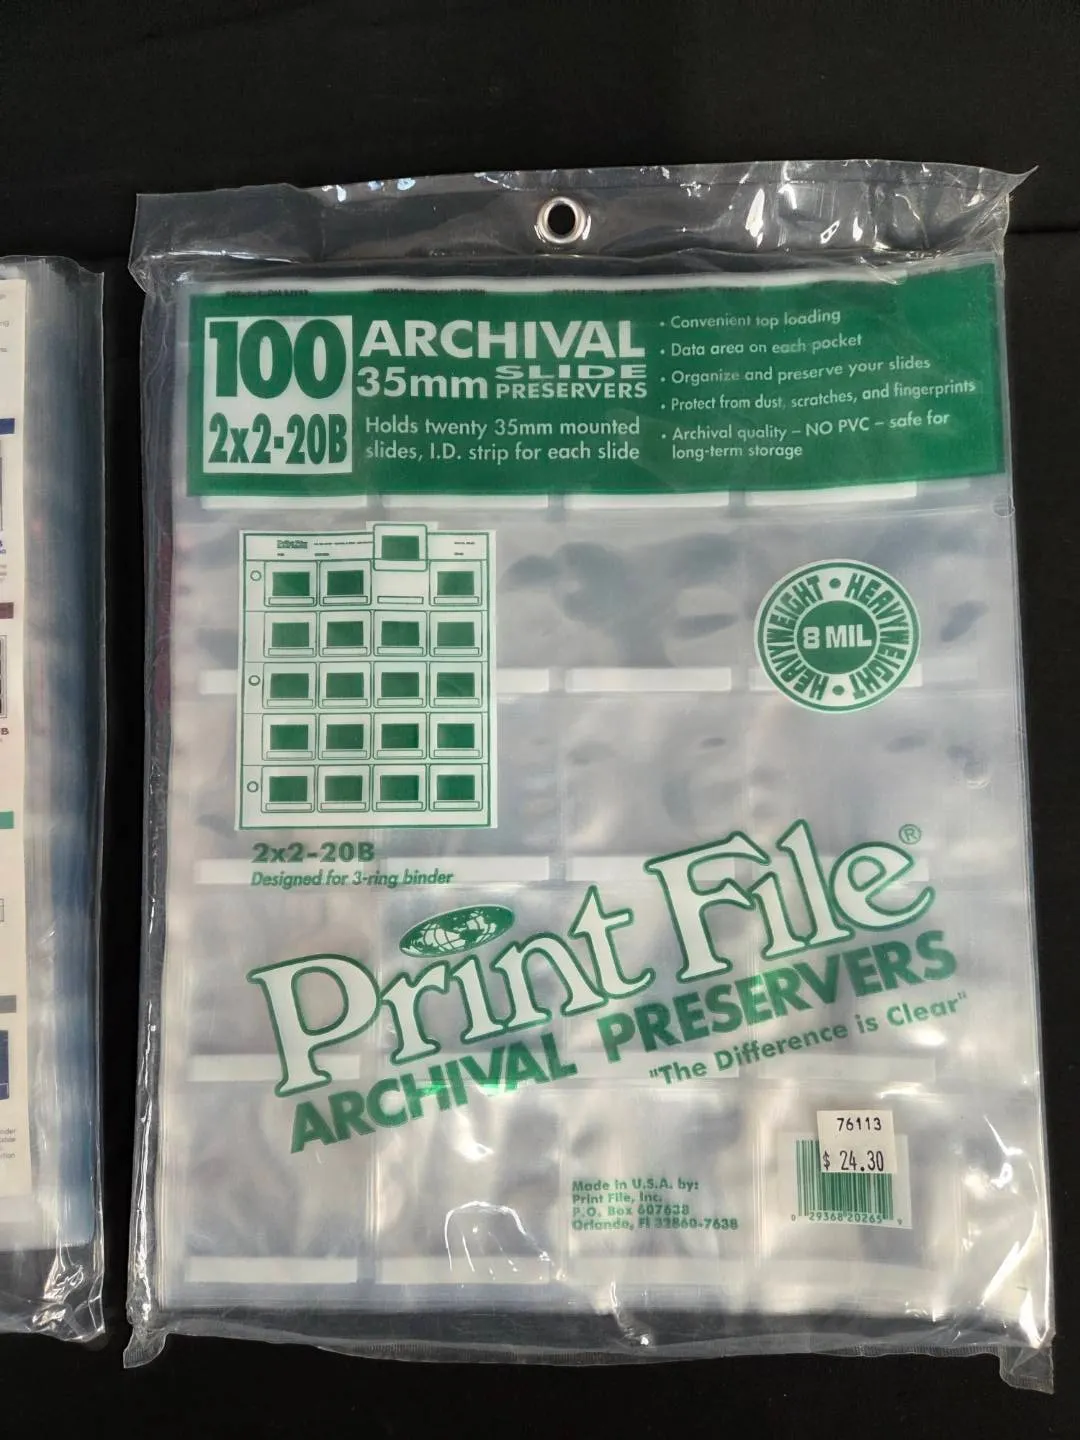 100
2x2-20B
ARCHIVAL
35mm SLIDE PRESERVERS
Holds twenty 35mm mounted
slides, I.D. strip for each slide
• Convenient top loading
• Data area on each pocket
• Organize and preserve your slides
• Protect from dust, scratches, and fingerprints
• Archival quality – NO PVC – safe for
long-term storage
HEAVYWEIGHT • HEAVYWEIGHT •
8 MIL
2x2-20B
Designed for 3-ring binder
Print File®
ARCHIVAL PRESERVERS
"The Difference is Clear"
76113
$ 24.30
0 29368 20265 9
Made in U.S.A. by:
Print File, Inc.
P.O. Box 607638
Orlando, Fl 32860-7638